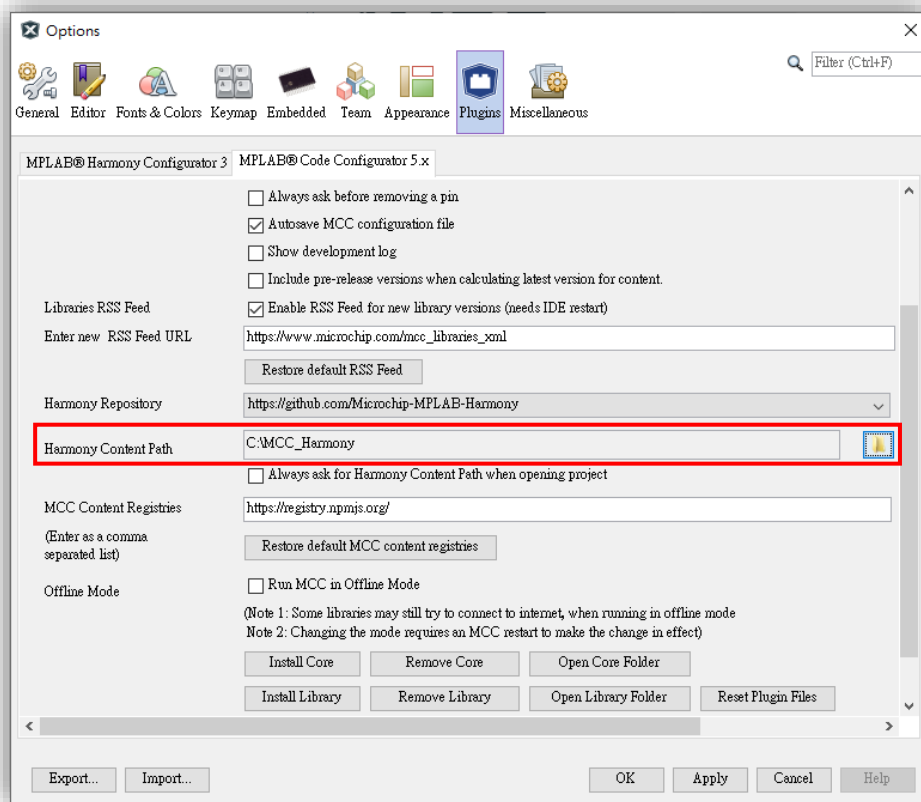 Options
Filter (Ctrl+F)
General Editor Fonts & Colors Keymap Embedded Team Appearance Plugins Miscellaneous
MPLAB® Harmony Configurator 3 MPLAB® Code Configurator 5.x
Always ask before removing a pin
Autosave MCC configuration file
Show development log
Include pre-release versions when calculating latest version for content.
Libraries RSS Feed Enable RSS Feed for new library versions (needs IDE restart)
Enter new RSS Feed URL https://www.microchip.com/mcc_libraries_xml
Restore default RSS Feed
Harmony Repository https://github.com/Microchip-MPLAB-Harmony
Harmony Content Path C:\MCC_Harmony
Always ask for Harmony Content Path when opening project
MCC Content Registries https://registry.npmjs.org/
(Enter as a comma
separated list) Restore default MCC content registries
Offline Mode Run MCC in Offline Mode
(Note 1: Some libraries may still try to connect to internet, when running in offline mode
Note 2: Changing the mode requires an MCC restart to make the change in effect)
Install Core Remove Core Open Core Folder
Install Library Remove Library Open Library Folder Reset Plugin Files
Export... Import... OK Apply Cancel Help